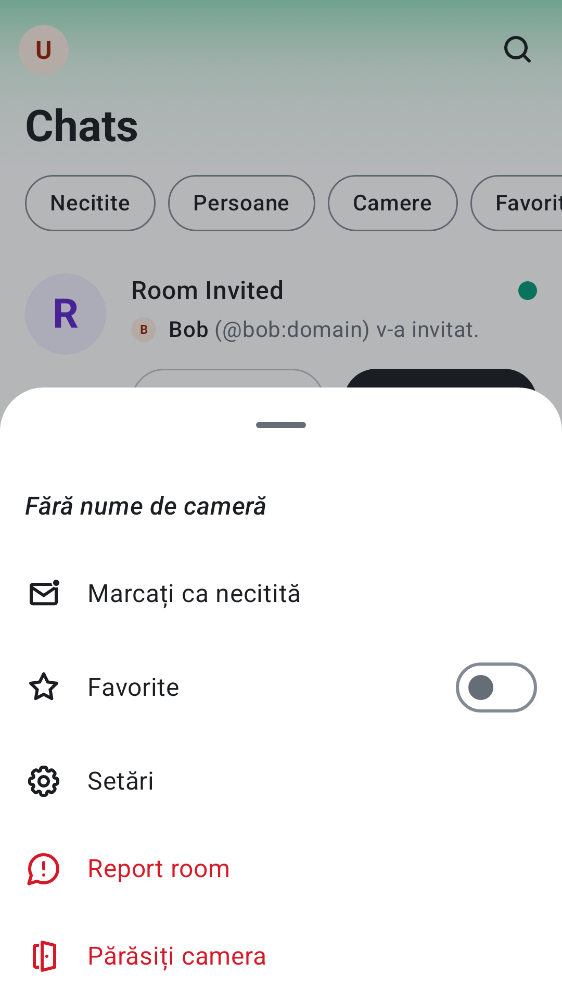 U
Chats
Necitite
Persoane
Camere
Favorit
R
Room Invited
B
Bob (@bob:domain) v-a invitat.
Fără nume de cameră
Marcați ca necitită
Favorite
Setări
Report room
Părăsiți camera